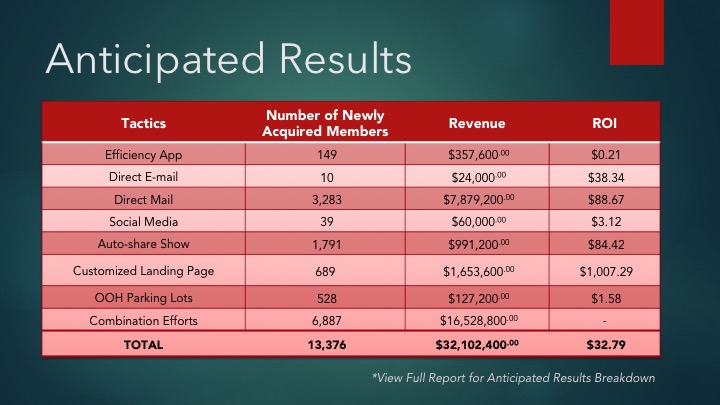 Anticipated Results
Tactics Number of Newly Acquired Members Revenue ROI
Efficiency App 149 $357,600.00 $0.21
Direct E-mail 10 $24,000.00 $38.34
Direct Mail 3,283 $7,879,200.00 $88.67
Social Media 39 $60,000.00 $3.12
Auto-share Show 1,791 $991,200.00 $84.42
Customized Landing Page 689 $1,653,600.00 $1,007.29
OOH Parking Lots 528 $127,200.00 $1.58
Combination Efforts 6,887 $16,528,800.00 -
TOTAL 13,376 $32,102,400.00 $32.79
*View Full Report for Anticipated Results Breakdown